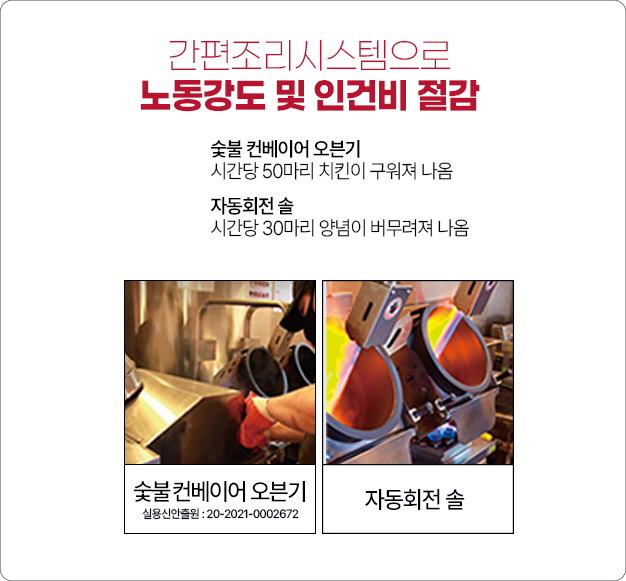 간편조리시스템으로
노동강도 및 인건비 절감
숯불 컨베이어 오븐기
시간당 50마리 치킨이 구워져 나옴
자동회전 솔
시간당 30마리 양념이 버무려져 나옴
숯불컨베이어 오븐기
실용신안출원 : 20-2021-0002672
자동회전 솔